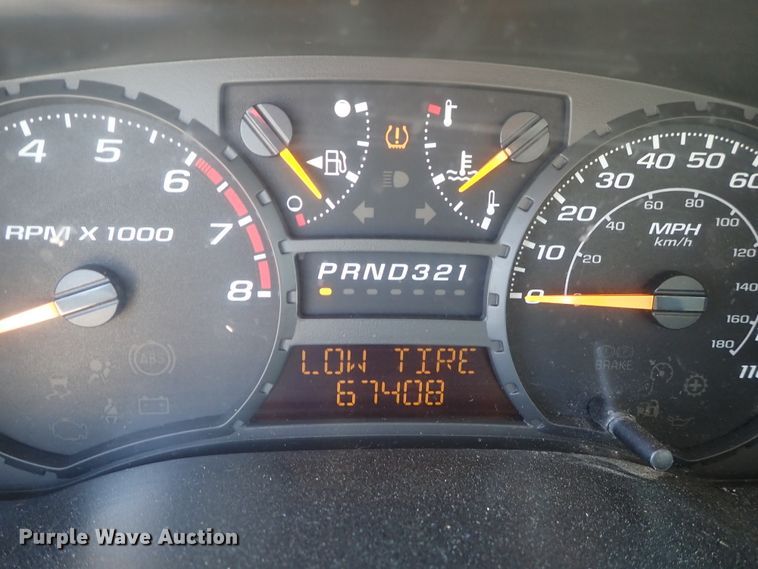 4 5 6 7 8
RPM X 1000
0 10 20 30 40 50 60
20 40 60 80 100 120 140 160 180
MPH
km/h
PRND321
LOW TIRE
67408
ABS
BRAKE
Purple Wave Auction